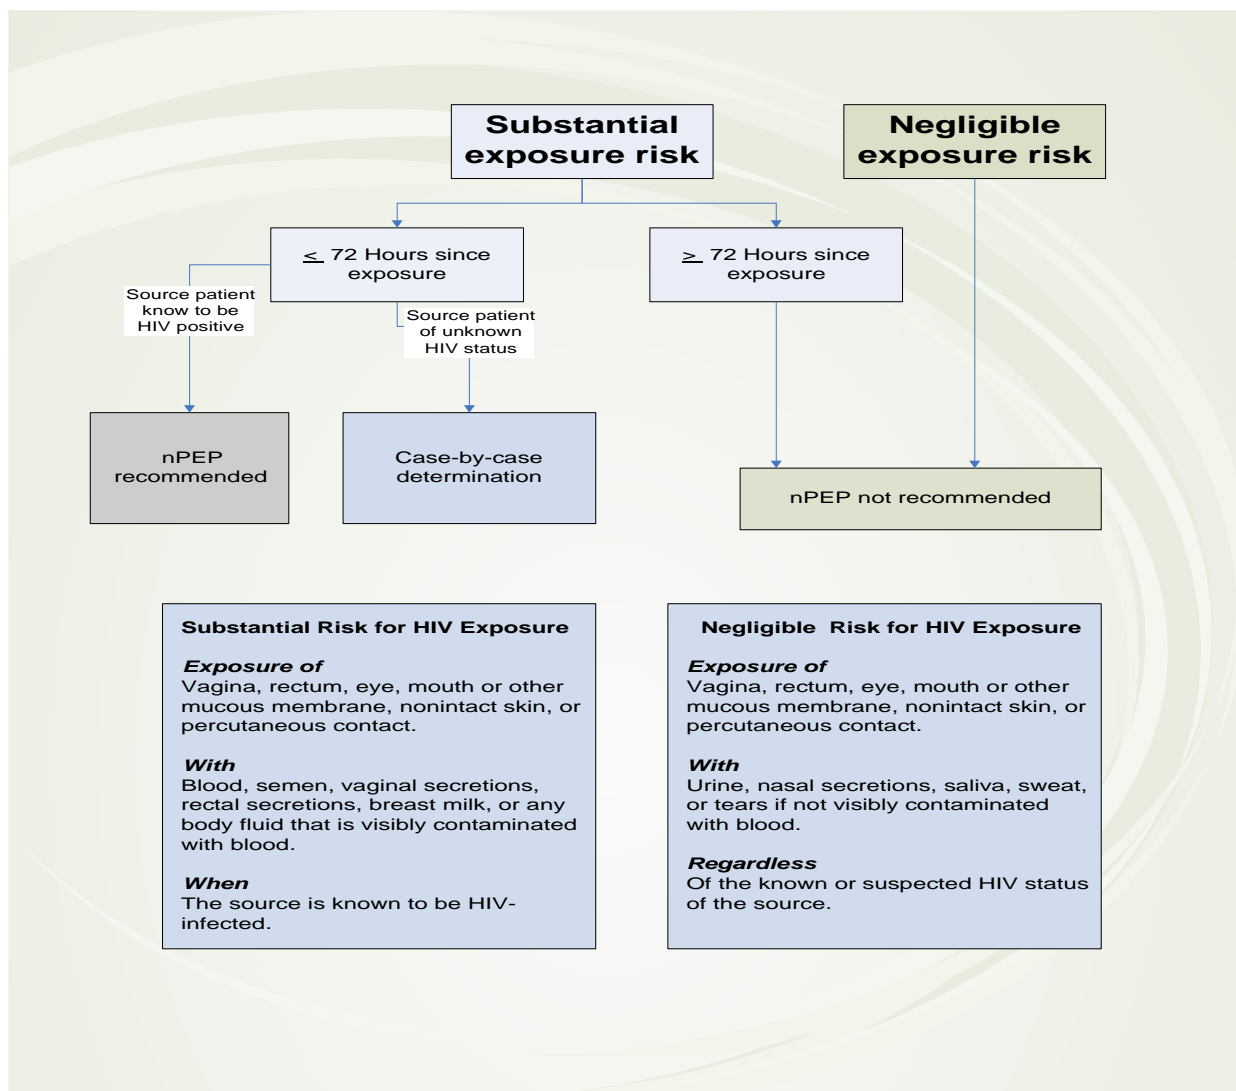 Substantial
exposure risk
Negligible
exposure risk
≤ 72 Hours since
exposure
≥ 72 Hours since
exposure
Source patient
know to be
HIV positive
Source patient
of unknown
HIV status
nPEP
recommended
Case-by-case
determination
nPEP not recommended
Substantial Risk for HIV Exposure
Exposure of
Vagina, rectum, eye, mouth or other
mucous membrane, nonintact skin, or
percutaneous contact.
With
Blood, semen, vaginal secretions,
rectal secretions, breast milk, or any
body fluid that is visibly contaminated
with blood.
When
The source is known to be HIV-
infected.
Negligible Risk for HIV Exposure
Exposure of
Vagina, rectum, eye, mouth or other
mucous membrane, nonintact skin, or
percutaneous contact.
With
Urine, nasal secretions, saliva, sweat,
or tears if not visibly contaminated
with blood.
Regardless
Of the known or suspected HIV status
of the source.